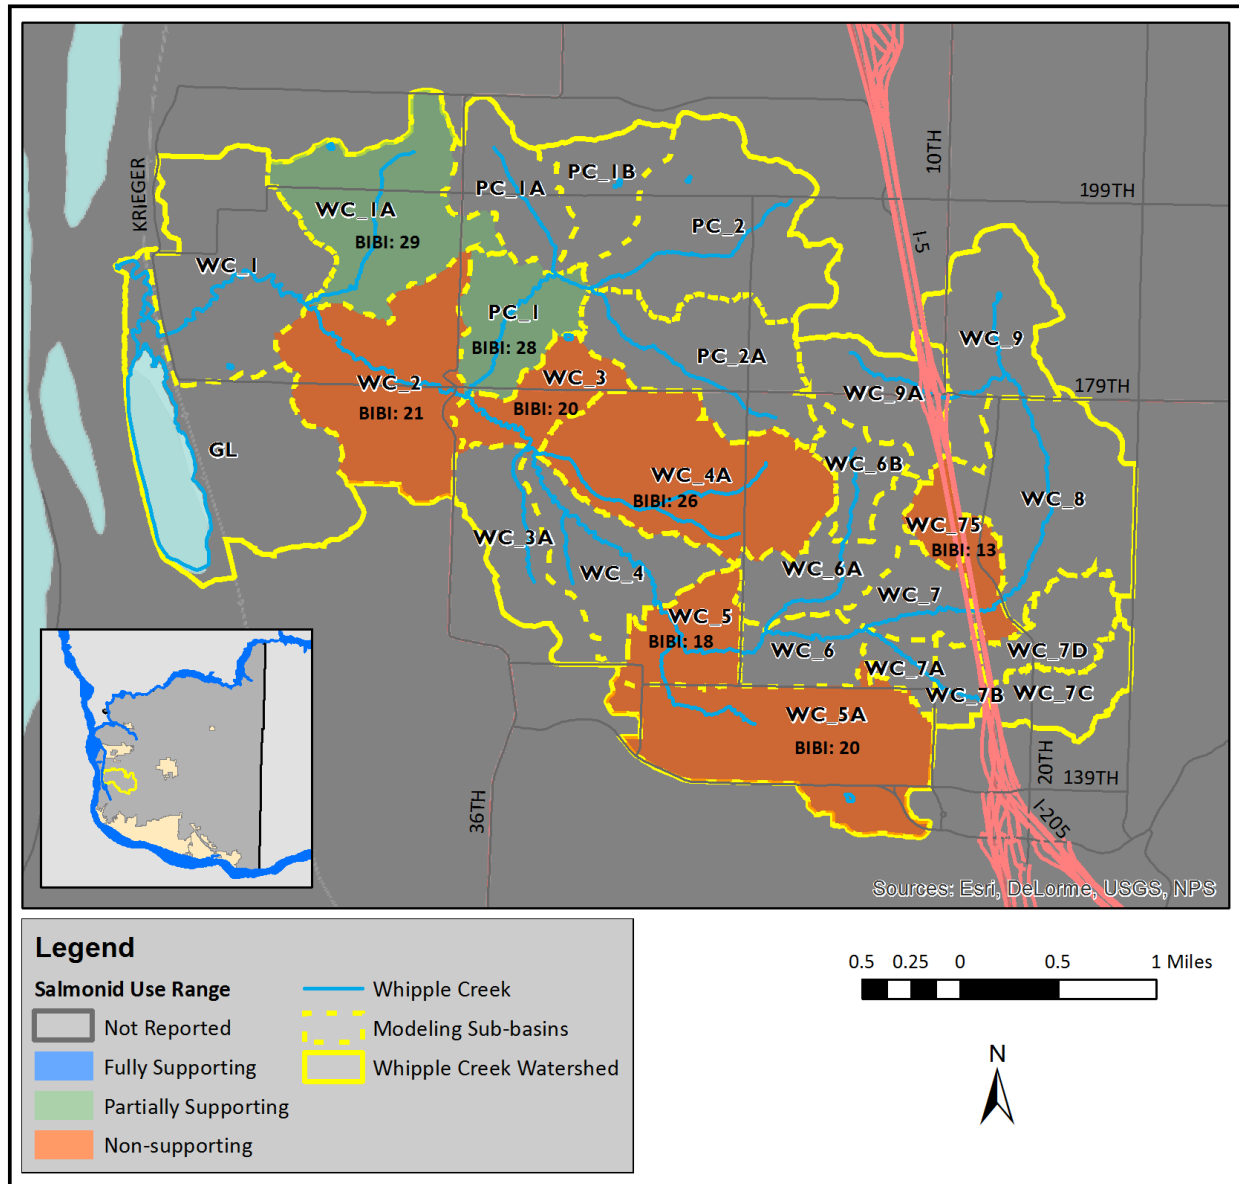 10TH
199TH
KRIEGER
PC_1B
PC_1A
WC_1A
BIBI: 29
PC_2
I-5
WC_1
PC_1
BIBI: 28
WC_9
PC_2A
WC_3
BIBI: 20
WC_2
BIBI: 21
WC_9A
179TH
GL
WC_4A
BIBI: 26
WC_6B
WC_8
WC_75
BIBI: 13
WC_3A
WC_4
WC_6A
WC_7
WC_5
BIBI: 18
WC_6
WC_7D
WC_7A
WC_7B
WC_7C
WC_5A
BIBI: 20
36TH
20TH
139TH
I-205
Sources: Esri, DeLorme, USGS, NPS
Legend
Salmonid Use Range
Not Reported
Fully Supporting
Partially Supporting
Non-supporting
Whipple Creek
Modeling Sub-basins
Whipple Creek Watershed
0.5 0.25 0 0.5 1 Miles
N